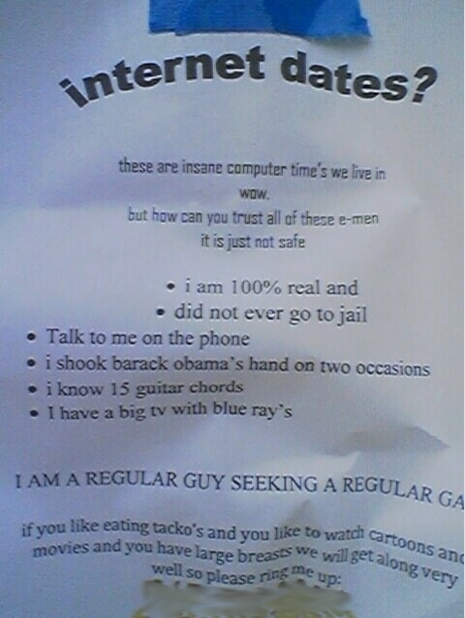 internet dates?
these are insane computer time's we live in
wow.
but how can you trust all of these e-men
it is just not safe
• i am 100% real and
• did not ever go to jail
• Talk to me on the phone
• i shook barack obama's hand on two occasions
• i know 15 guitar chords
• I have a big tv with blue ray's
I AM A REGULAR GUY SEEKING A REGULAR GA
if you like eating tacko's and you like to watch cartoons and
movies and you have large breasts we will get along very
well so please ring me up: